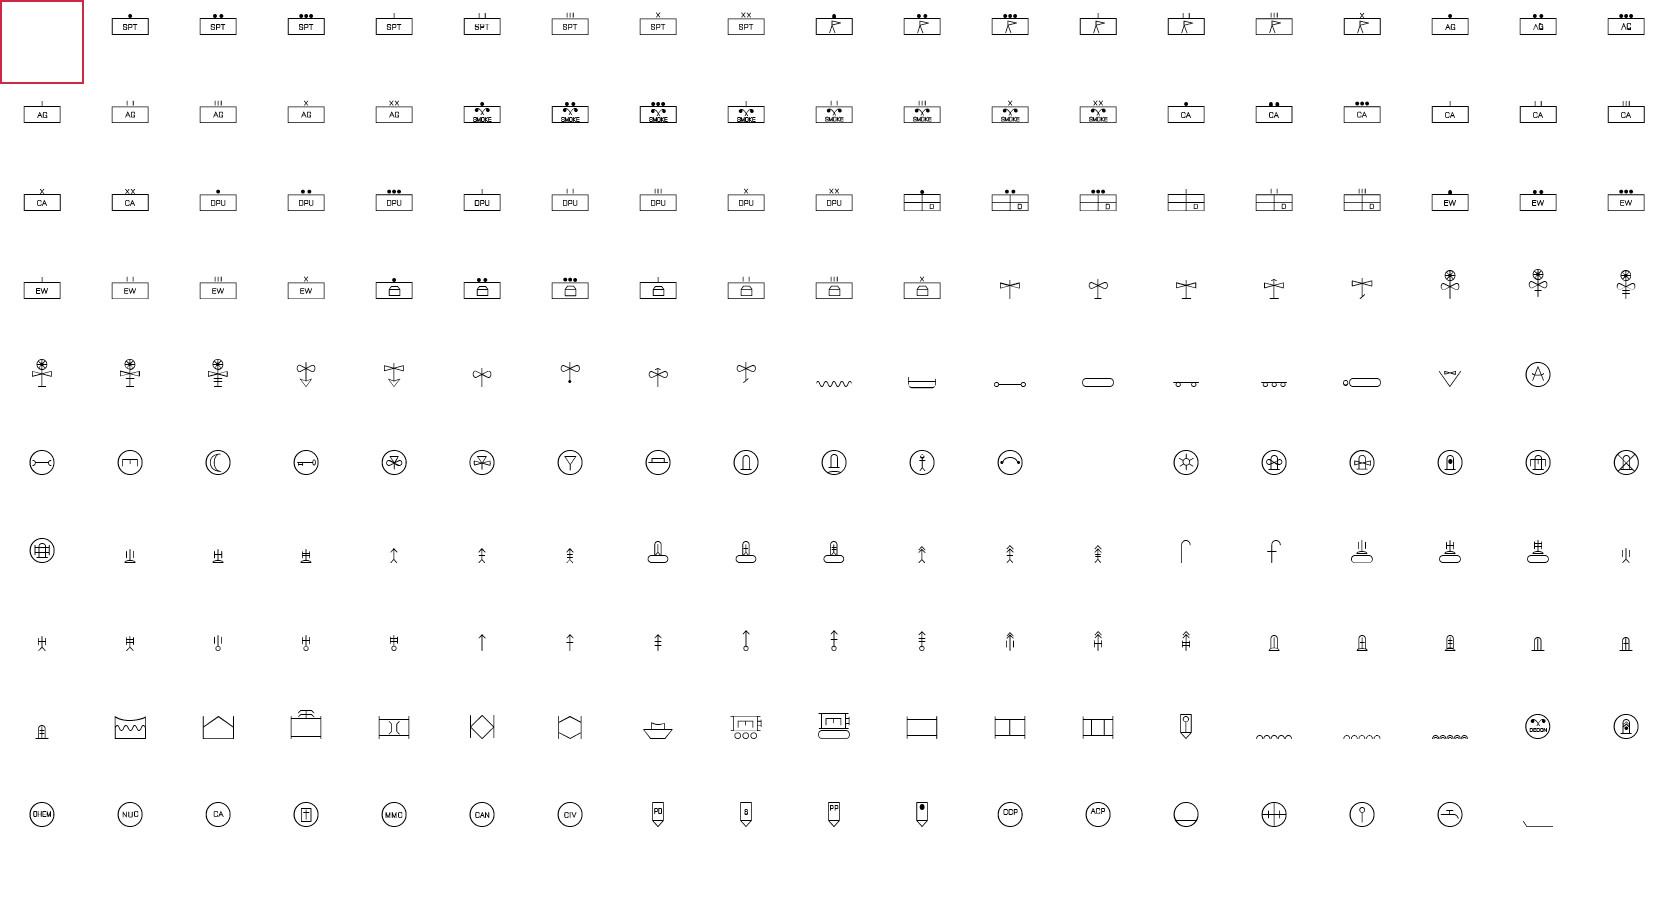 SPT SPT SPT SPT SPT SPT SPT SPT AG AG AG
AG AG AG AG AG SMOKE SMOKE SMOKE SMOKE SMOKE SMOKE SMOKE SMOKE CA CA CA CA CA CA
CA CA DPU DPU DPU DPU DPU DPU DPU DPU D D D D D D EW EW EW
EW EW EW EW
A
DECON
CHEM NUC CA MMC CAN CIV PD B PP CCP ACP